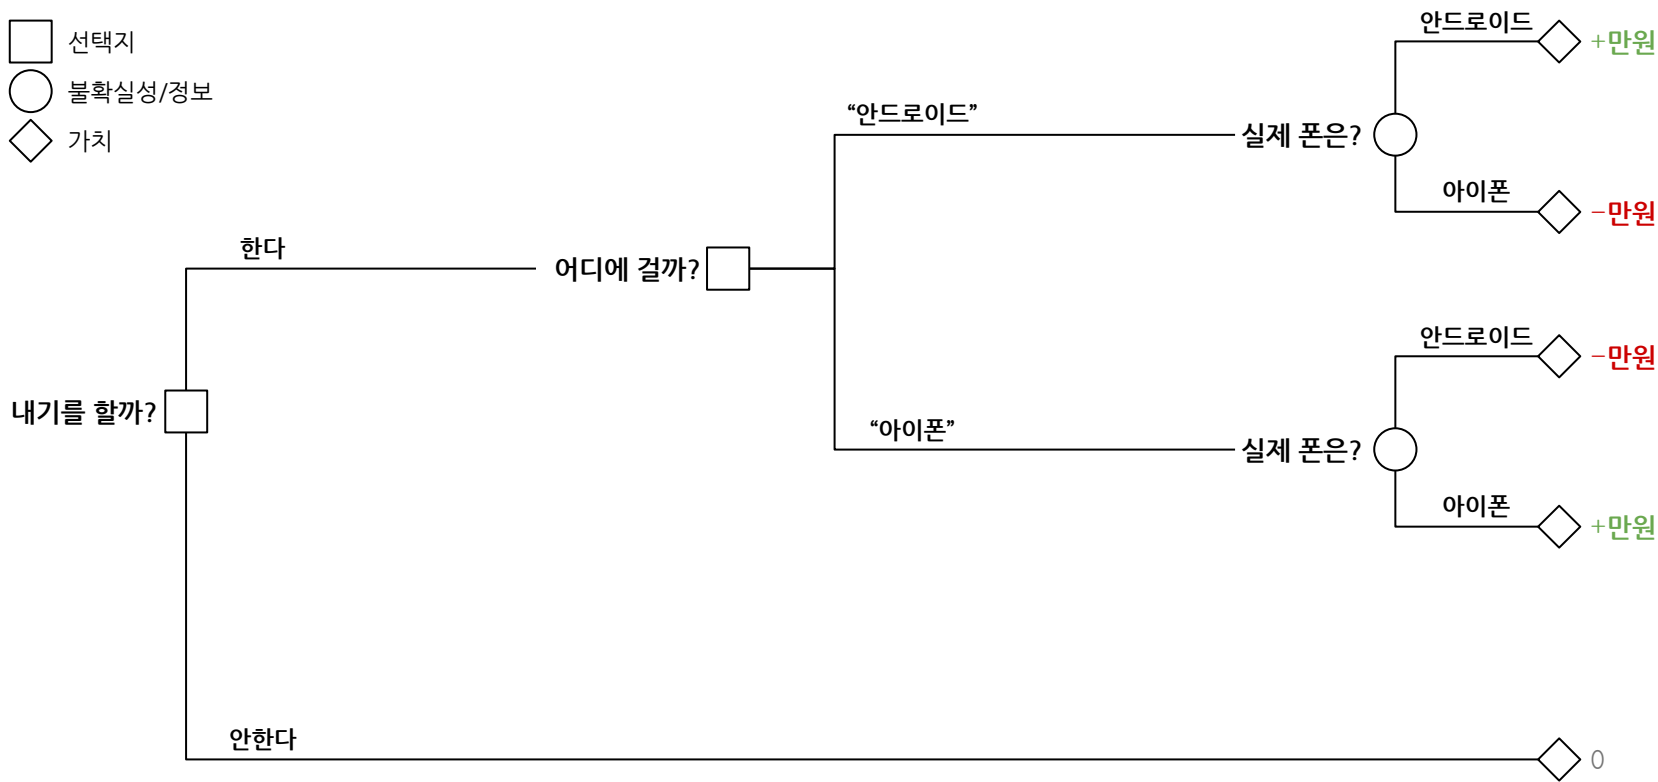 선택지
불확실성/정보
가치
내기를 할까?
한다
어디에 걸까?
“안드로이드”
실제 폰은?
안드로이드
+만원
아이폰
−만원
“아이폰”
실제 폰은?
안드로이드
−만원
아이폰
+만원
안한다
0